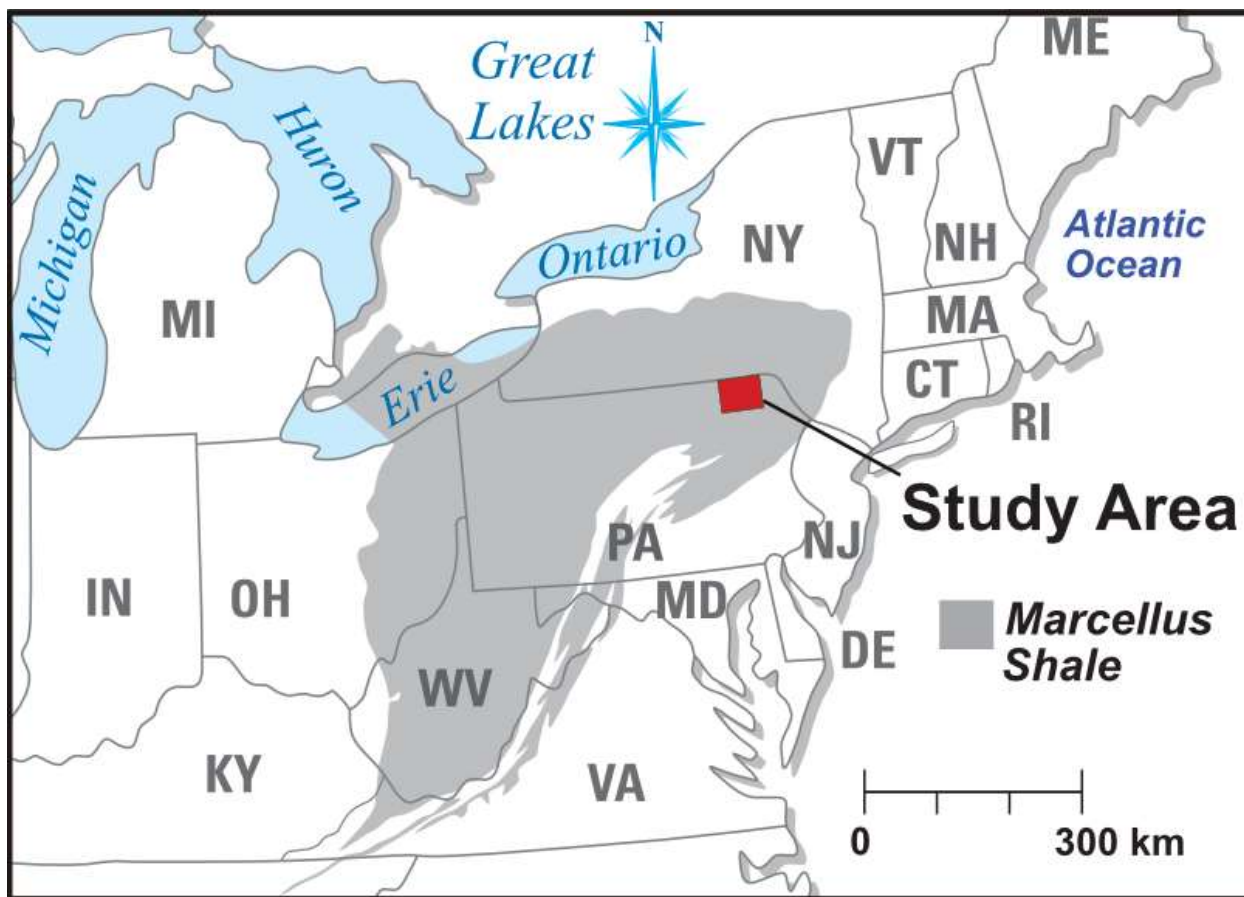 N
ME
Great
Lakes
Huron
VT
Michigan
NH
Atlantic
Ocean
NY
Ontario
MI
MA
CT
Erie
RI
Study Area
PA
NJ
IN
OH
MD
Marcellus
Shale
DE
WV
KY
VA
0
300 km